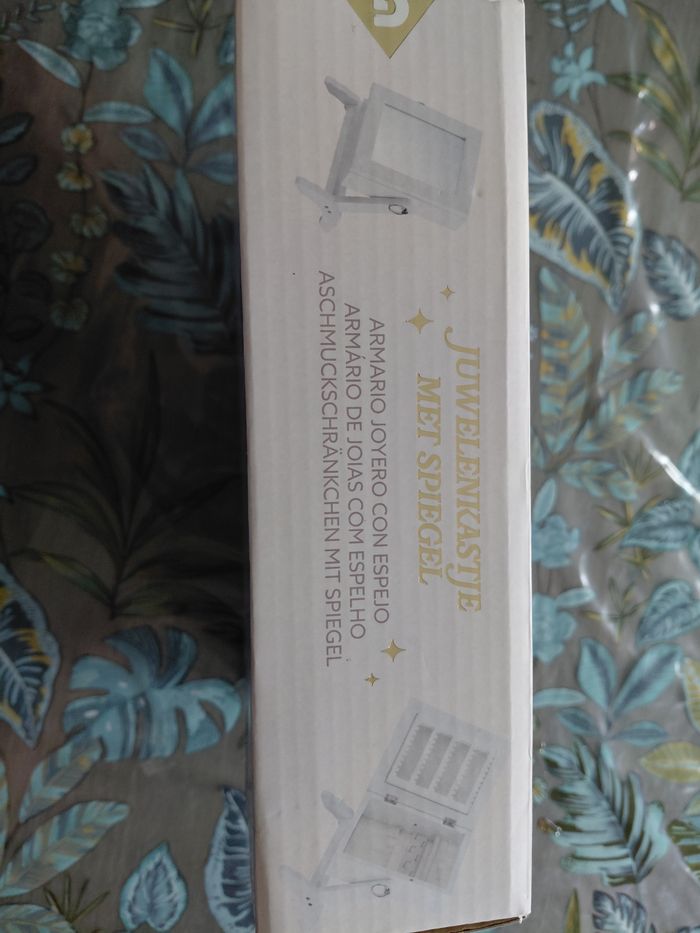 JUWELENKASTJE
MET SPIEGEL
ARMARIO JOYERO CON ESPEJO
ARMÁRIO DE JOIAS COM ESPELHO
ASCHMUCKSCHRÄNKCHEN MIT SPIEGEL